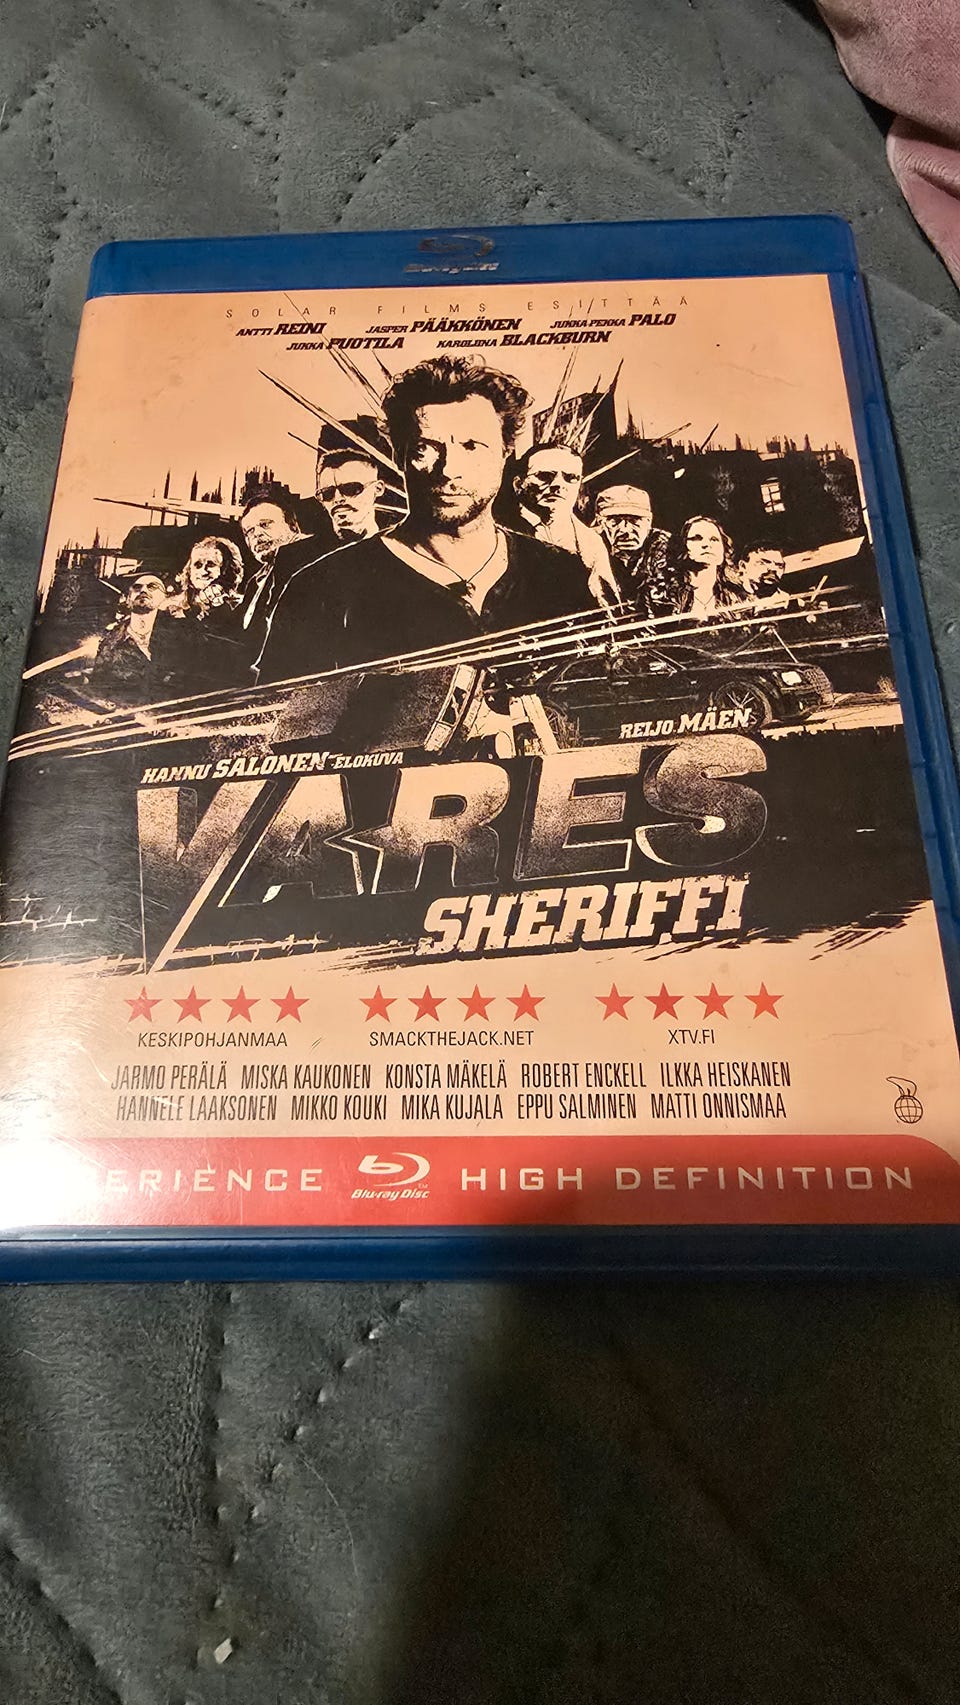 SOLAR FILMS ESITTÄÄ
ANTTI REINI JASPER PÄÄKKÖNEN JUKKA-PEKKA PALO
JUKKA PUOTILA KAROLIINA BLACKBURN
REIJO MÄEN
HANNU SALONEN-ELOKUVA
VARES
SHERIFFI
KESKIPOHJANMAA SMACKTHEJACK.NET XTV.FI
JARMO PERÄLÄ MISKA KAUKONEN KONSTA MÄKELÄ ROBERT ENCKELL ILKKA HEISKANEN
HANNELE LAAKSONEN MIKKO KOUKI MIKA KUJALA EPPU SALMINEN MATTI ONNISMAA
ERIENCE Blu-ray Disc TM HIGH DEFINITION